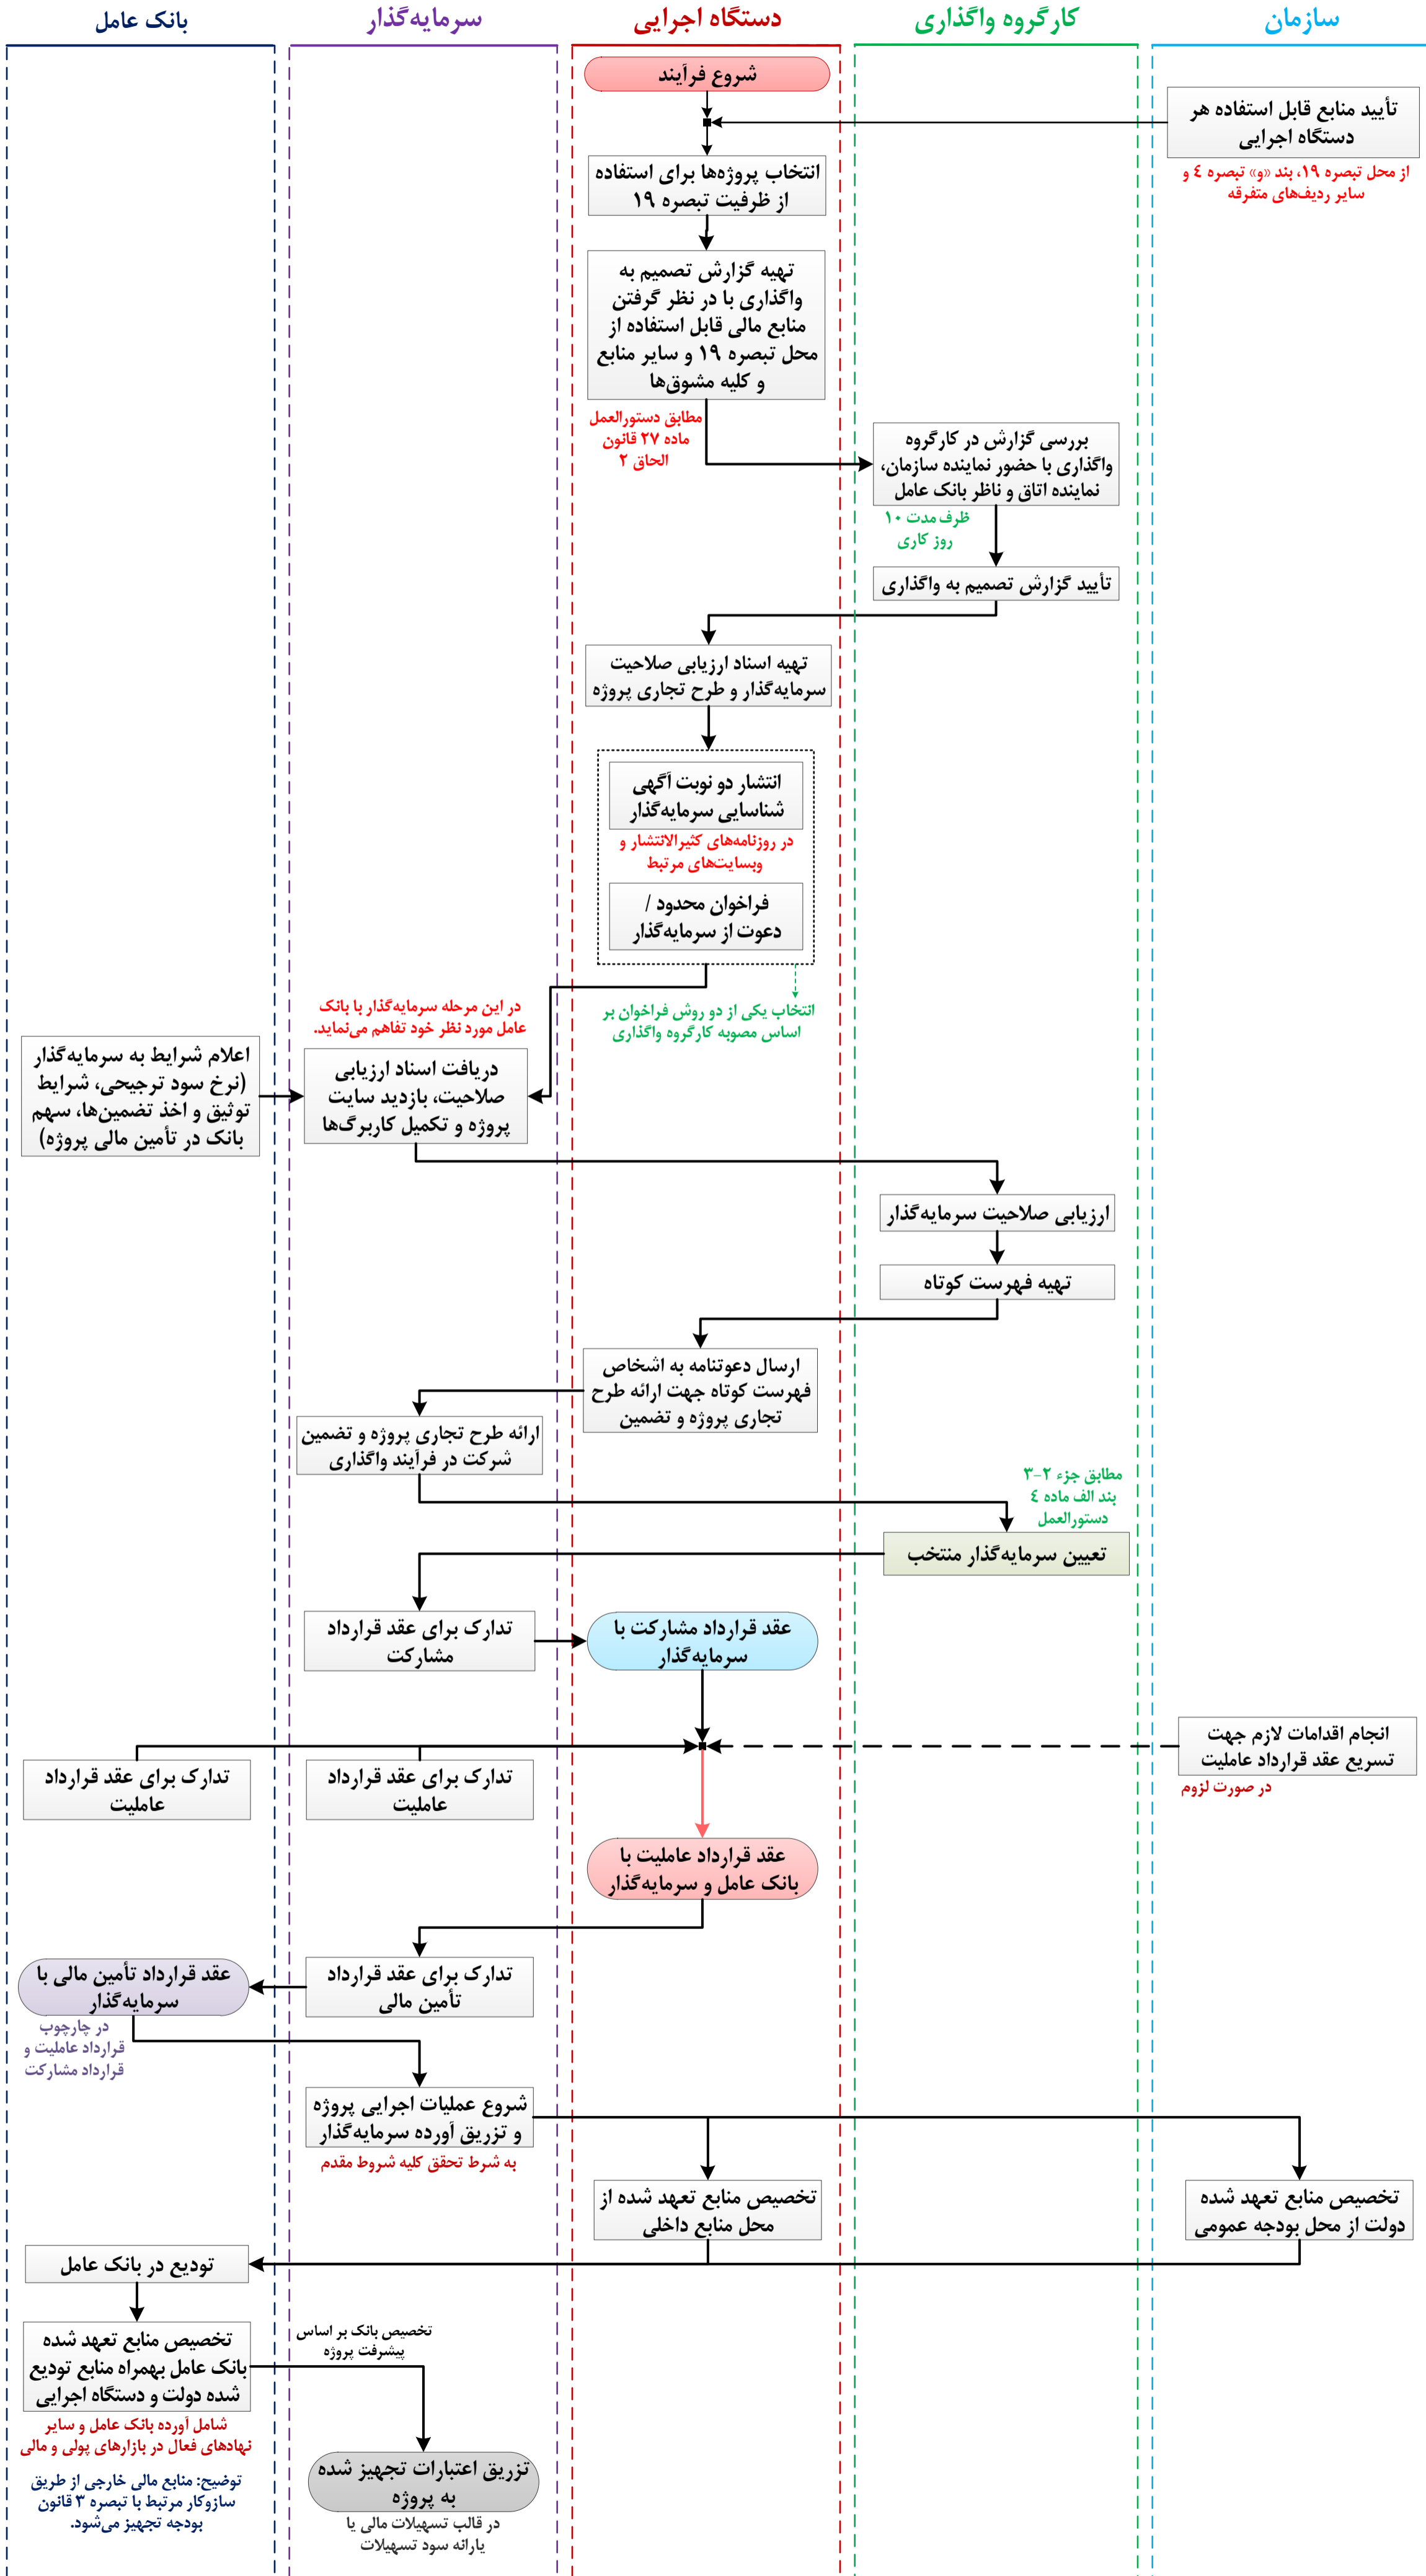 سازمان
کارگروه واگذاری
دستگاه اجرایی
سرمایه‌گذار
بانک عامل
شروع فرآیند
تأیید منابع قابل استفاده هر
دستگاه اجرایی
از محل تبصره ۱۹، بند «و» تبصره ٤ و
سایر ردیف‌های متفرقه
انتخاب پروژه‌ها برای استفاده
از ظرفیت تبصره ۱۹
تهیه گزارش تصمیم به
واگذاری با در نظر گرفتن
منابع مالی قابل استفاده از
محل تبصره ۱۹ و سایر منابع
و کلیه مشوق‌ها
مطابق دستورالعمل
ماده ۲۷ قانون
الحاق ۲
بررسی گزارش در کارگروه
واگذاری با حضور نماینده سازمان،
نماینده اتاق و ناظر بانک عامل
ظرف مدت ۱۰
روز کاری
تأیید گزارش تصمیم به واگذاری
تهیه اسناد ارزیابی صلاحیت
سرمایه‌گذار و طرح تجاری پروژه
انتشار دو نوبت آگهی
شناسایی سرمایه‌گذار
در روزنامه‌های کثیرالانتشار و
وبسایت‌های مرتبط
فراخوان محدود /
دعوت از سرمایه‌گذار
انتخاب یکی از دو روش فراخوان بر
اساس مصوبه کارگروه واگذاری
در این مرحله سرمایه‌گذار با بانک
عامل مورد نظر خود تفاهم می‌نماید.
دریافت اسناد ارزیابی
صلاحیت، بازدید سایت
پروژه و تکمیل کاربرگ‌ها
اعلام شرایط به سرمایه‌گذار
(نرخ سود ترجیحی، شرایط
توثیق و اخذ تضمین‌ها، سهم
بانک در تأمین مالی پروژه)
ارزیابی صلاحیت سرمایه‌گذار
تهیه فهرست کوتاه
ارسال دعوتنامه به اشخاص
فهرست کوتاه جهت ارائه طرح
تجاری پروژه و تضمین
ارائه طرح تجاری پروژه و تضمین
شرکت در فرآیند واگذاری
مطابق جزء ۲-۳
بند الف ماده ٤
دستورالعمل
تعیین سرمایه‌گذار منتخب
تدارک برای عقد قرارداد
مشارکت
عقد قرارداد مشارکت با
سرمایه‌گذار
انجام اقدامات لازم جهت
تسریع عقد قرارداد عاملیت
در صورت لزوم
تدارک برای عقد قرارداد
عاملیت
تدارک برای عقد قرارداد
عاملیت
عقد قرارداد عاملیت با
بانک عامل و سرمایه‌گذار
تدارک برای عقد قرارداد
تأمین مالی
عقد قرارداد تأمین مالی با
سرمایه‌گذار
در چارچوب
قرارداد عاملیت و
قرارداد مشارکت
شروع عملیات اجرایی پروژه
و تزریق آورده سرمایه‌گذار
به شرط تحقق کلیه شروط مقدم
تخصیص منابع تعهد شده
دولت از محل بودجه عمومی
تخصیص منابع تعهد شده از
محل منابع داخلی
تودیع در بانک عامل
تخصیص منابع تعهد شده
بانک عامل بهمراه منابع تودیع
شده دولت و دستگاه اجرایی
شامل آورده بانک عامل و سایر
نهادهای فعال در بازارهای پولی و مالی
توضیح: منابع مالی خارجی از طریق
سازوکار مرتبط با تبصره ۳ قانون
بودجه تجهیز می‌شود.
تخصیص بانک بر اساس
پیشرفت پروژه
تزریق اعتبارات تجهیز شده
به پروژه
در قالب تسهیلات مالی یا
یارانه سود تسهیلات